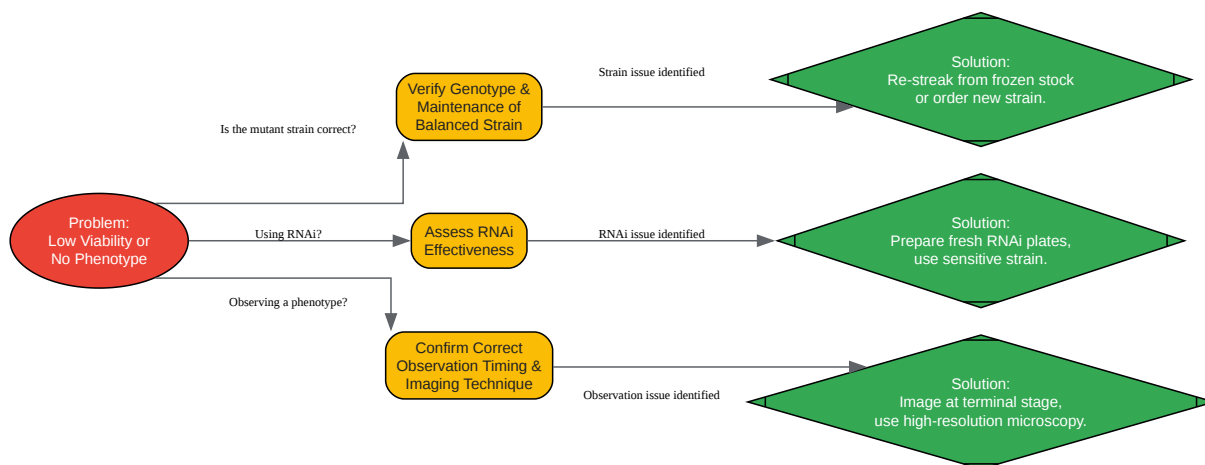 Problem:
Low Viability or
No Phenotype
Is the mutant strain correct?
Verify Genotype &
Maintenance of
Balanced Strain
Strain issue identified
Solution:
Re-streak from frozen stock
or order new strain.
Using RNAi?
Assess RNAi
Effectiveness
RNAi issue identified
Solution:
Prepare fresh RNAi plates,
use sensitive strain.
Observing a phenotype?
Confirm Correct
Observation Timing &
Imaging Technique
Observation issue identified
Solution:
Image at terminal stage,
use high-resolution microscopy.